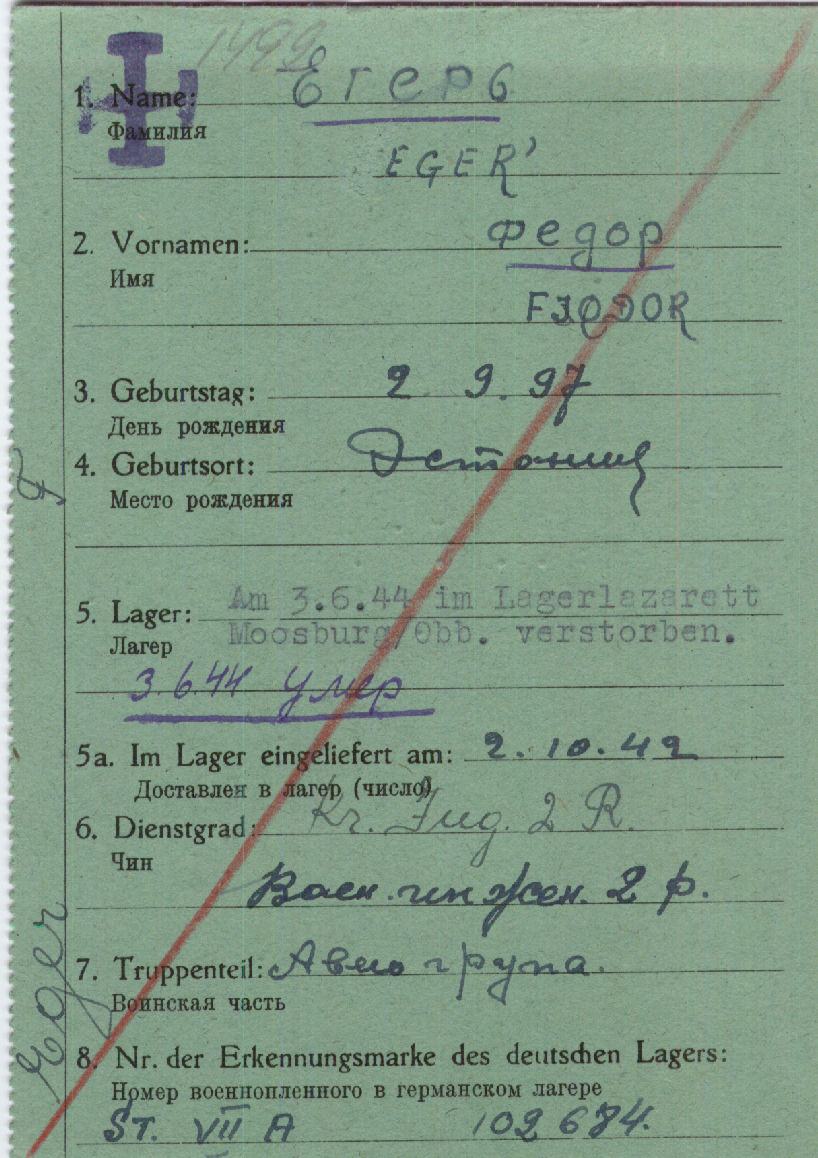 1499
1. Name: Егерь
Фамилия
EGER'
2. Vornamen: Федор
Имя
FJODOR
3. Geburtstag: 2 9. 97
День рождения
4. Geburtsort: Эстония
Место рождения
5. Lager: Am 3.6.44 im Lagerlazarett
Moosburg/Obb. verstorben.
Лагер
3.6.44 умер
5a. Im Lager eingeliefert am: 2. 10. 42
Доставлен в лагер (число)
6. Dienstgrad: Kr. Ing. 2 R.
Чин
Воен. инжен. 2 р.
7. Truppenteil: Авио група.
Воинская часть
8. Nr. der Erkennungsmarke des deutschen Lagers:
Номер военнопленного в германском лагере
ST. VII A 102 674.
Eger